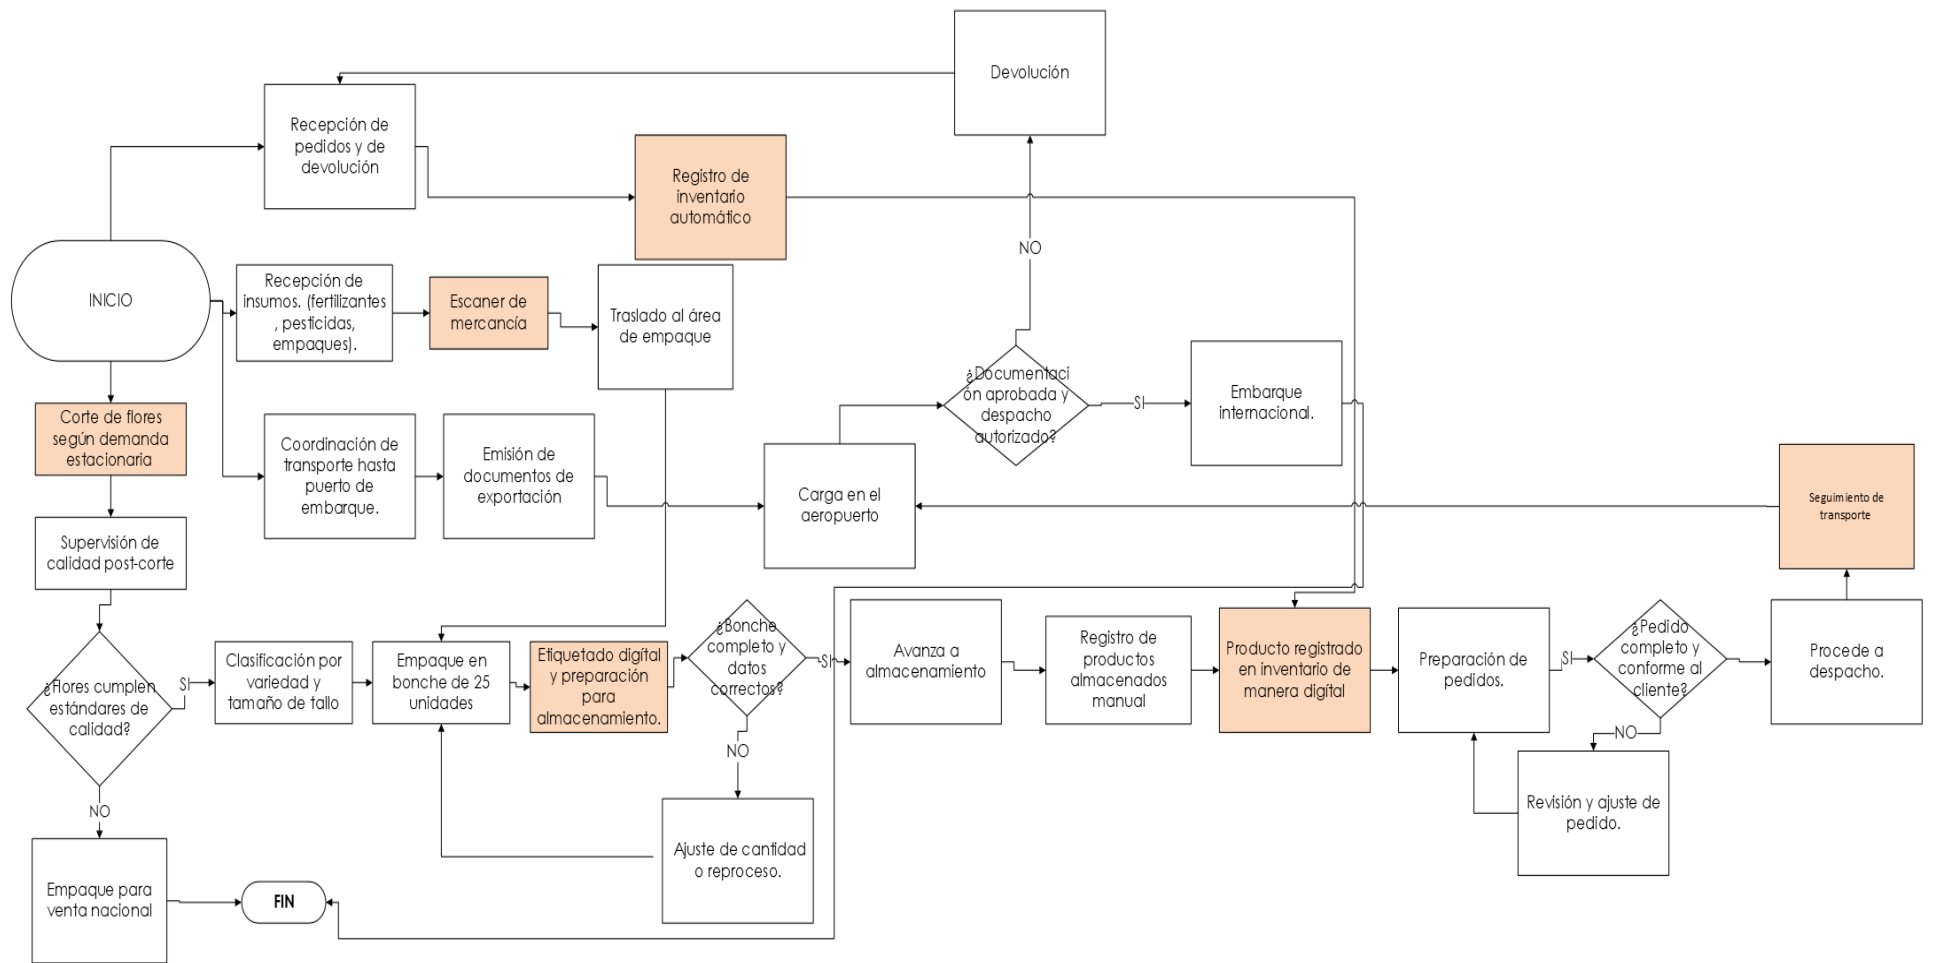 Devolución
Recepción de
pedidos y de
devolución
Registro de
inventario
automático
NO
INICIO
Recepción de
insumos. (fertilizantes
, pesticidas,
empaques).
Escaner de
mercancía
Traslado al área
de empaque
¿Documentaci
ón aprobada y
despacho
autorizado?
SI
Embarque
internacional.
Corte de flores
según demanda
estacionaria
Coordinación de
transporte hasta
puerto de
embarque.
Emisión de
documentos de
exportación
Carga en el
aeropuerto
Seguimiento de
transporte
Supervisión de
calidad post-corte
¿Flores cumplen
estándares de
calidad?
SI
Clasificación por
variedad y
tamaño de tallo
Empaque en
bonche de 25
unidades
Etiquetado digítal
y preparación
para
almacenamiento.
¿Bonche
completo y
datos
correctos?
SI
Avanza a
almacenamiento
Registro de
productos
almacenados
manual
Producto registrado
en inventario de
manera digítal
Preparación de
pedidos.
SI
¿Pedido
completo y
conforme al
cliente?
Procede a
despacho.
NO
NO
NO
Revisión y ajuste de
pedido.
Ajuste de cantidad
o reproceso.
Empaque para
venta nacional
FIN